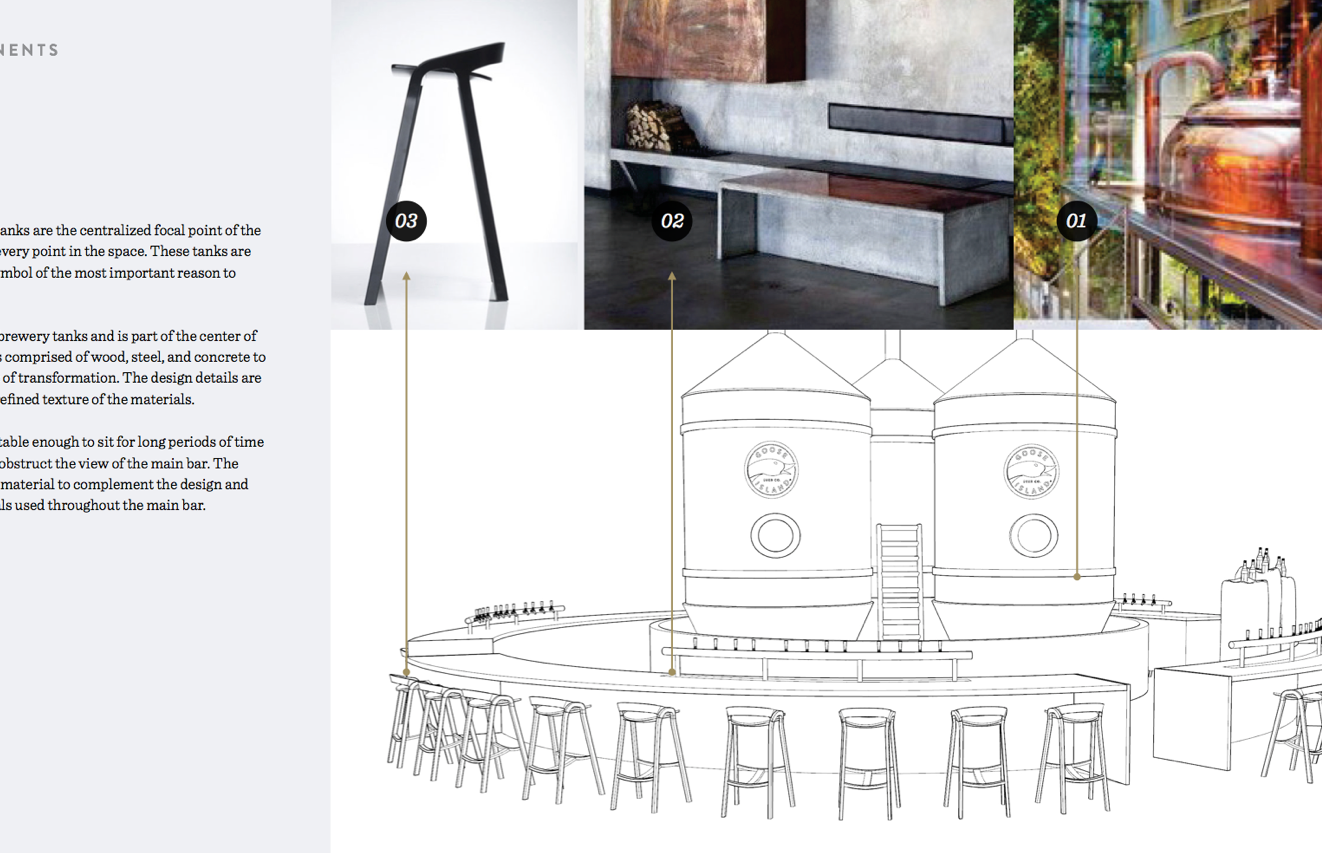 NENTS
anks are the centralized focal point of the
every point in the space. These tanks are
mbol of the most important reason to
brewery tanks and is part of the center of
s comprised of wood, steel, and concrete to
of transformation. The design details are
efined texture of the materials.
table enough to sit for long periods of time
obstruct the view of the main bar. The
material to complement the design and
ls used throughout the main bar.
03
02
01
GOOSE
BEER CO.
ISLAND
GOOSE
BEER CO.
ISLAND